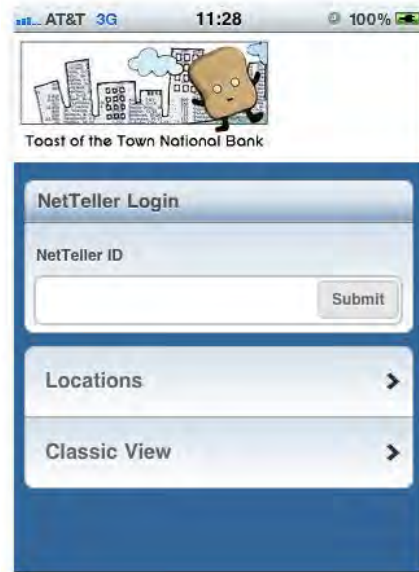 AT&T 3G 11:28 100%
Toast of the Town National Bank
NetTeller Login
NetTeller ID
Submit
Locations
Classic View